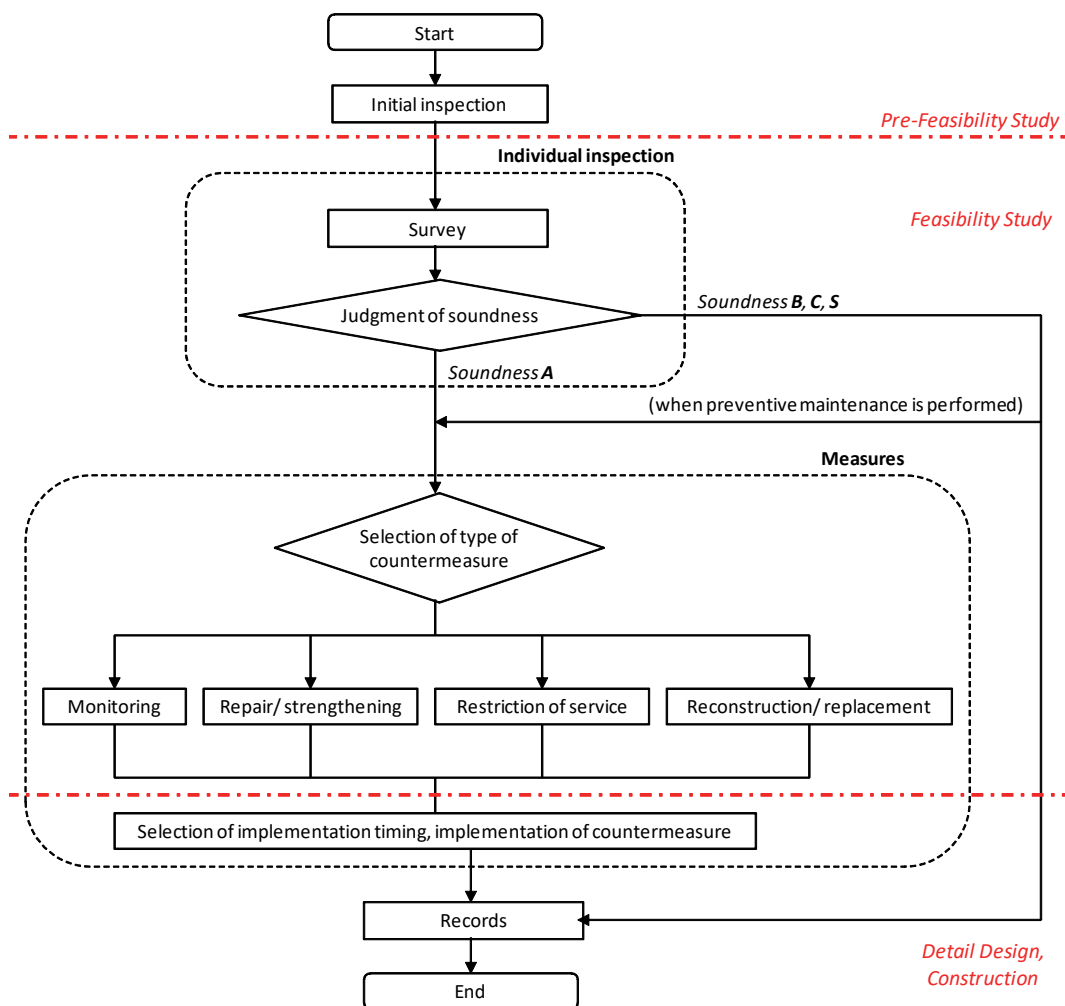 Start
Initial inspection
Pre-Feasibility Study
Individual inspection
Survey
Feasibility Study
Judgment of soundness
Soundness B, C, S
Soundness A
(when preventive maintenance is performed)
Measures
Selection of type of
countermeasure
Monitoring
Repair/ strengthening
Restriction of service
Reconstruction/ replacement
Selection of implementation timing, implementation of countermeasure
Records
Detail Design,
Construction
End